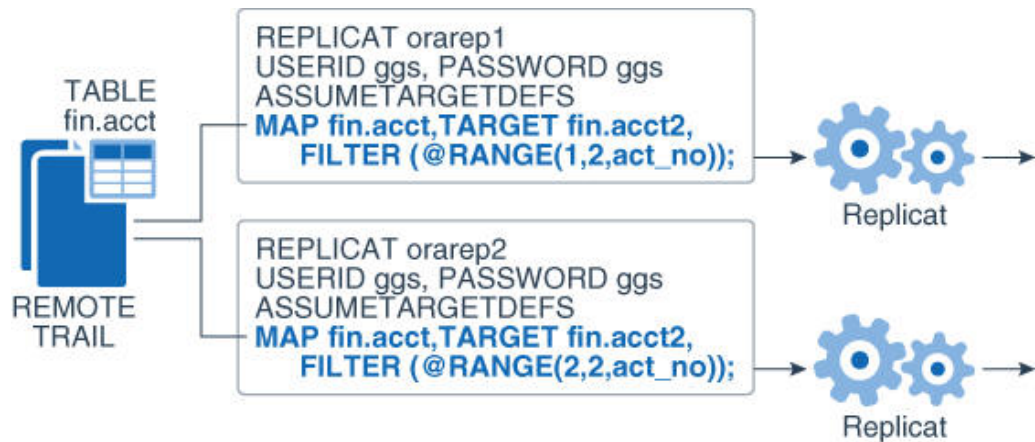 TABLE
fin.acct
REMOTE
TRAIL
REPLICAT orarep1
USERID ggs, PASSWORD ggs
ASSUMETARGETDEFS
MAP fin.acct,TARGET fin.acct2,
FILTER (@RANGE(1,2,act_no));
Replicat
REPLICAT orarep2
USERID ggs, PASSWORD ggs
ASSUMETARGETDEFS
MAP fin.acct,TARGET fin.acct2,
FILTER (@RANGE(2,2,act_no));
Replicat